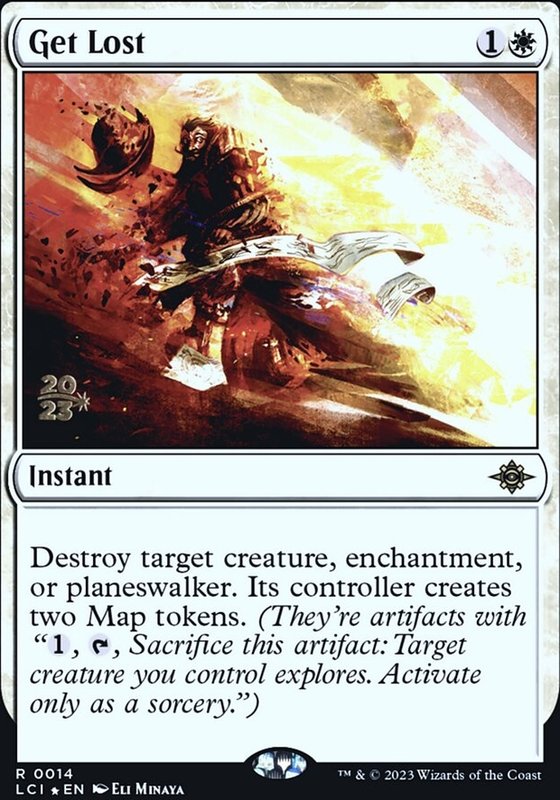 Get Lost 1
20
23
Instant
Destroy target creature, enchantment,
or planeswalker. Its controller creates
two Map tokens. (They're artifacts with
“1, , Sacrifice this artifact: Target
creature you control explores. Activate
only as a sorcery.”)
R 0014
LCI ★ EN Eli Minaya
™ & © 2023 Wizards of the Coast